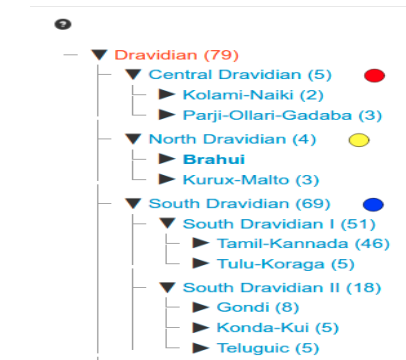 ?
Dravidian (79)
Central Dravidian (5)
Kolami-Naiki (2)
Parji-Ollari-Gadaba (3)
North Dravidian (4)
Brahui
Kurux-Malto (3)
South Dravidian (69)
South Dravidian I (51)
Tamil-Kannada (46)
Tulu-Koraga (5)
South Dravidian II (18)
Gondi (8)
Konda-Kui (5)
Teluguic (5)